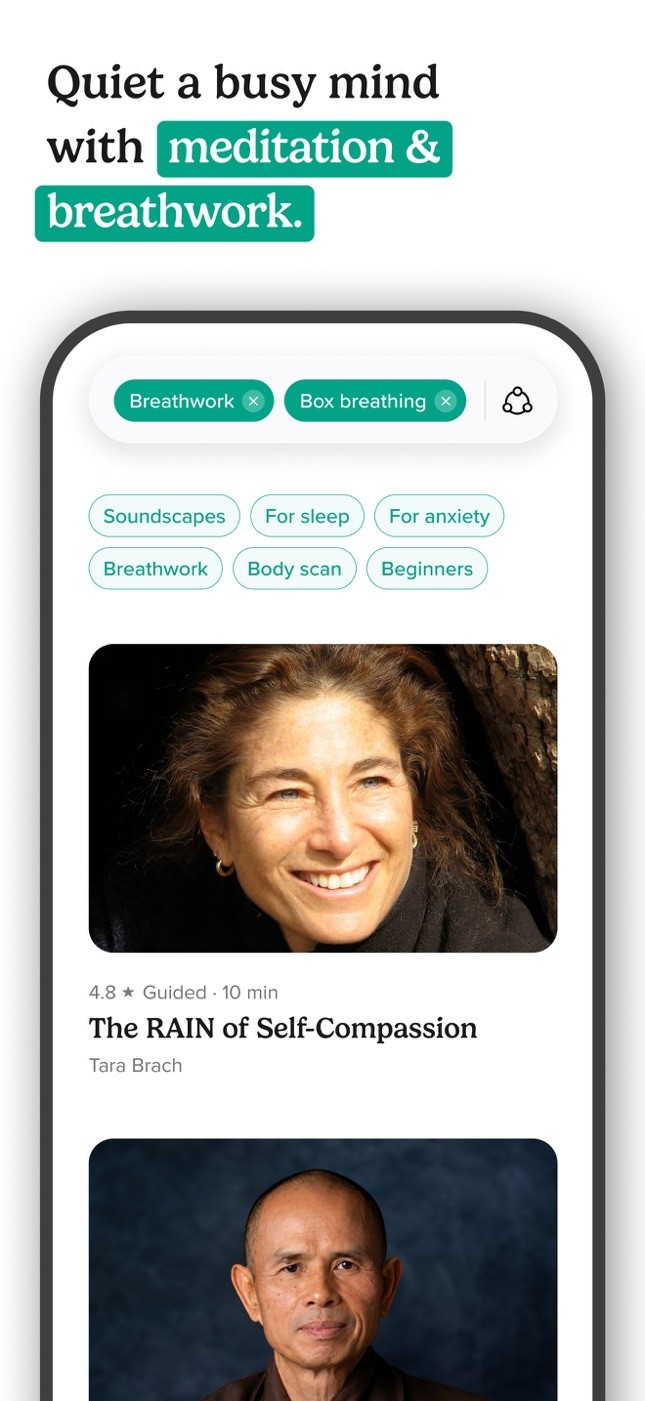 Quiet a busy mind
with meditation &
breathwork.
Breathwork × Box breathing ×
Soundscapes For sleep For anxiety
Breathwork Body scan Beginners
4.8 ★ Guided · 10 min
The RAIN of Self-Compassion
Tara Brach